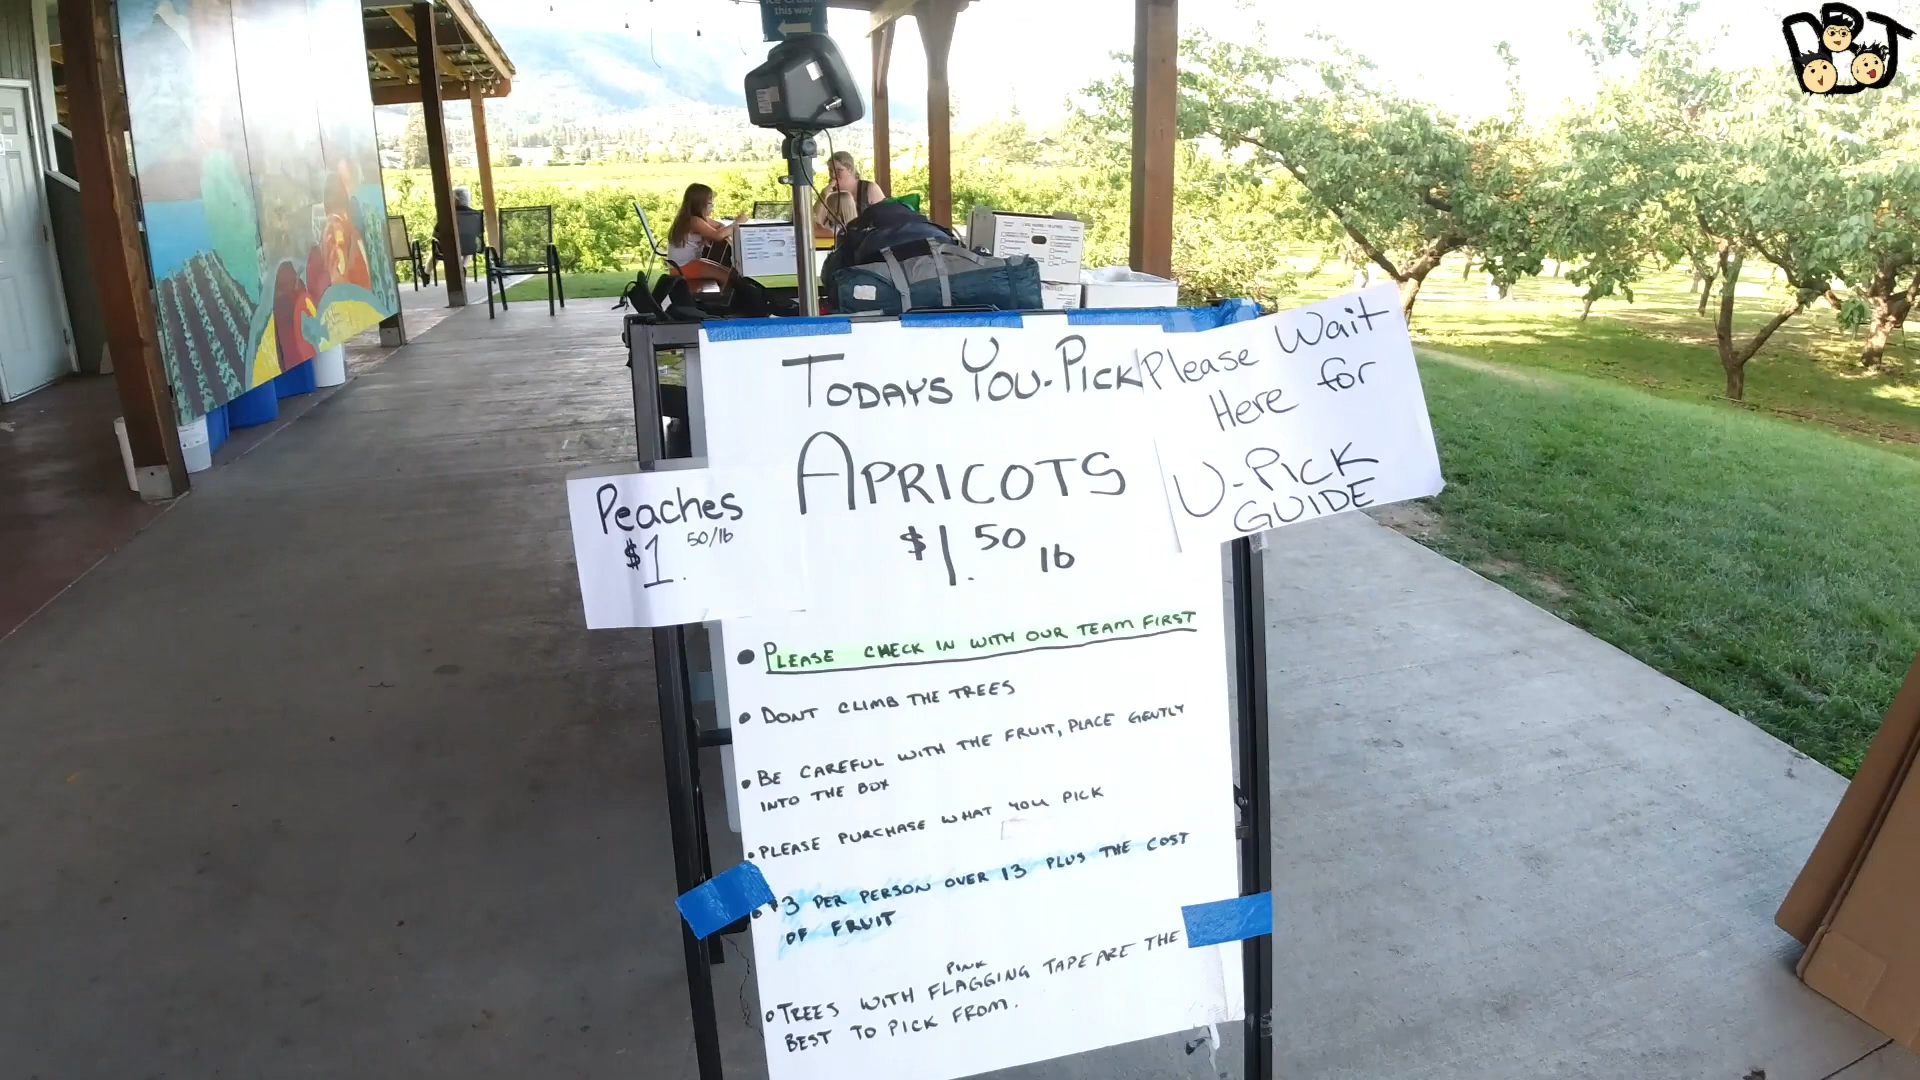 this way
TODAYS YOU-PICK
APRICOTS
$1.50 lb
Peaches
$1.50/lb
Please Wait
Here for
U-PICK
GUIDE
• PLEASE CHECK IN WITH OUR TEAM FIRST
• DONT CLIMB THE TREES
• BE CAREFUL WITH THE FRUIT, PLACE GENTLY
INTO THE BOX
• PLEASE PURCHASE WHAT YOU PICK
• $3 PER PERSON OVER 13 PLUS THE COST
OF FRUIT
PINK
• TREES WITH FLAGGING TAPE ARE THE
BEST TO PICK FROM.